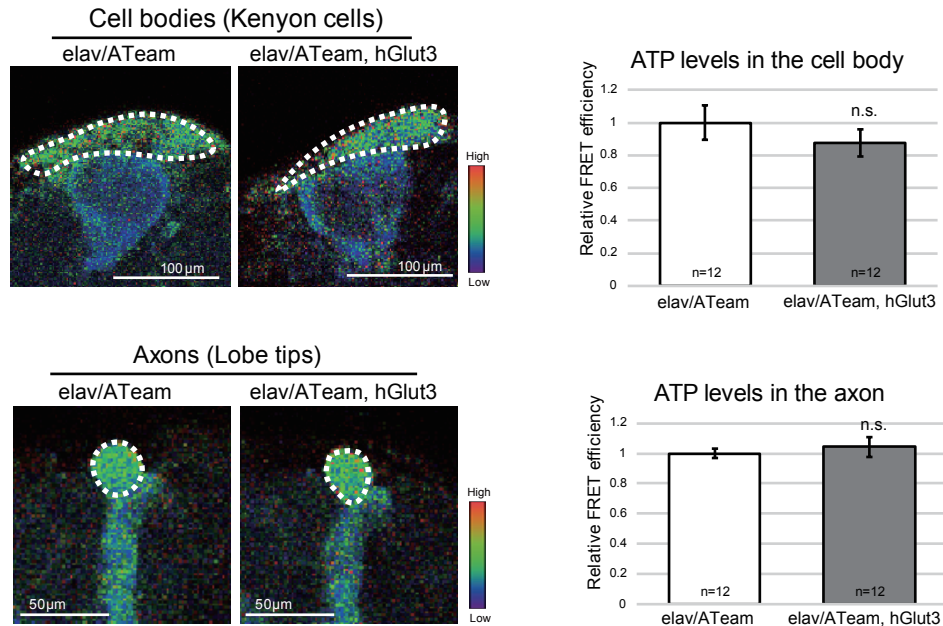 Cell bodies (Kenyon cells)
elav/ATeam
elav/ATeam, hGlut3
100 µm
100 µm
High
Low
ATP levels in the cell body
Relative FRET efficiency
1.2
1
0.8
0.6
0.4
0.2
0
n.s.
n=12
n=12
elav/ATeam
elav/ATeam, hGlut3
Axons (Lobe tips)
elav/ATeam
elav/ATeam, hGlut3
50µm
50µm
High
Low
ATP levels in the axon
Relative FRET efficiency
1.2
1
0.8
0.6
0.4
0.2
0
n.s.
n=12
n=12
elav/ATeam
elav/ATeam, hGlut3